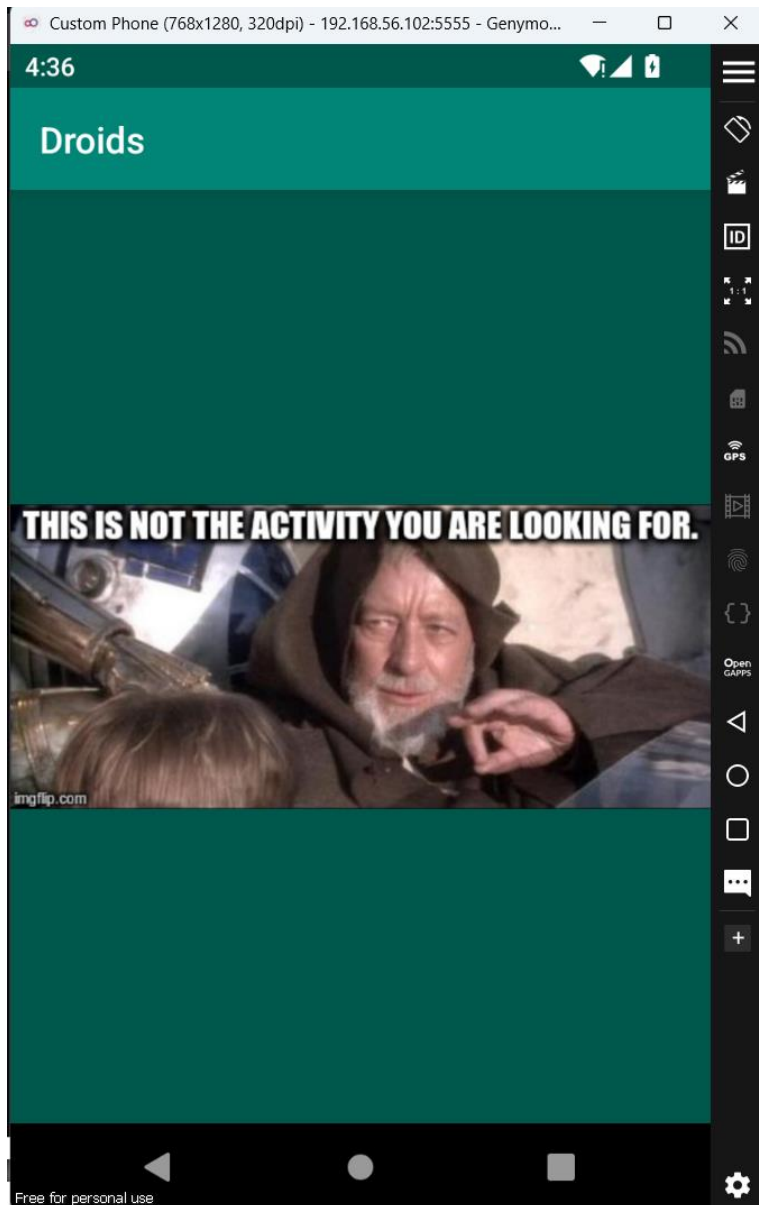 Custom Phone (768x1280, 320dpi) - 192.168.56.102:5555 - Genymo...
4:36
Droids
ID
1:1
GPS
THIS IS NOT THE ACTIVITY YOU ARE LOOKING FOR.
Open
GAPPS
imgflip.com
Free for personal use